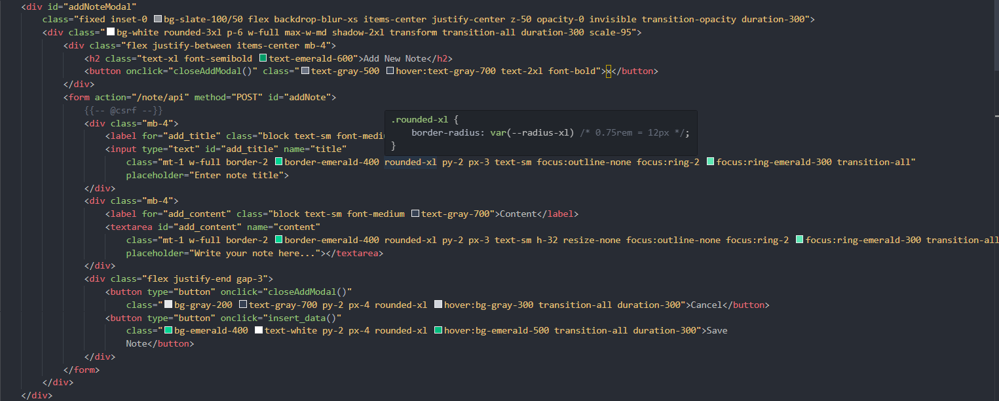 <div id="addNoteModal"
class="fixed inset-0 bg-slate-100/50 flex backdrop-blur-xs items-center justify-center z-50 opacity-0 invisible transition-opacity duration-300">
<div class="bg-white rounded-3xl p-6 w-full max-w-md shadow-2xl transform transition-all duration-300 scale-95">
<div class="flex justify-between items-center mb-4">
<h2 class="text-xl font-semibold text-emerald-600">Add New Note</h2>
<button onclick="closeAddModal()" class="text-gray-500 hover:text-gray-700 text-2xl font-bold">×</button>
</div>
<form action="/note/api" method="POST" id="addNote">
{{-- @csrf --}}
<div class="mb-4">
<label for="add_title" class="block text-sm font-medi
.rounded-xl {
border-radius: var(--radius-xl) /* 0.75rem = 12px */;
}
<input type="text" id="add_title" name="title"
class="mt-1 w-full border-2 border-emerald-400 rounded-xl py-2 px-3 text-sm focus:outline-none focus:ring-2 focus:ring-emerald-300 transition-all"
placeholder="Enter note title">
</div>
<div class="mb-4">
<label for="add_content" class="block text-sm font-medium text-gray-700">Content</label>
<textarea id="add_content" name="content"
class="mt-1 w-full border-2 border-emerald-400 rounded-xl py-2 px-3 text-sm h-32 resize-none focus:outline-none focus:ring-2 focus:ring-emerald-300 transition-all
placeholder="Write your note here..."></textarea>
</div>
<div class="flex justify-end gap-3">
<button type="button" onclick="closeAddModal()"
class="bg-gray-200 text-gray-700 py-2 px-4 rounded-xl hover:bg-gray-300 transition-all duration-300">Cancel</button>
<button type="button" onclick="insert_data()"
class="bg-emerald-400 text-white py-2 px-4 rounded-xl hover:bg-emerald-500 transition-all duration-300">Save
Note</button>
</div>
</form>
</div>
</div>